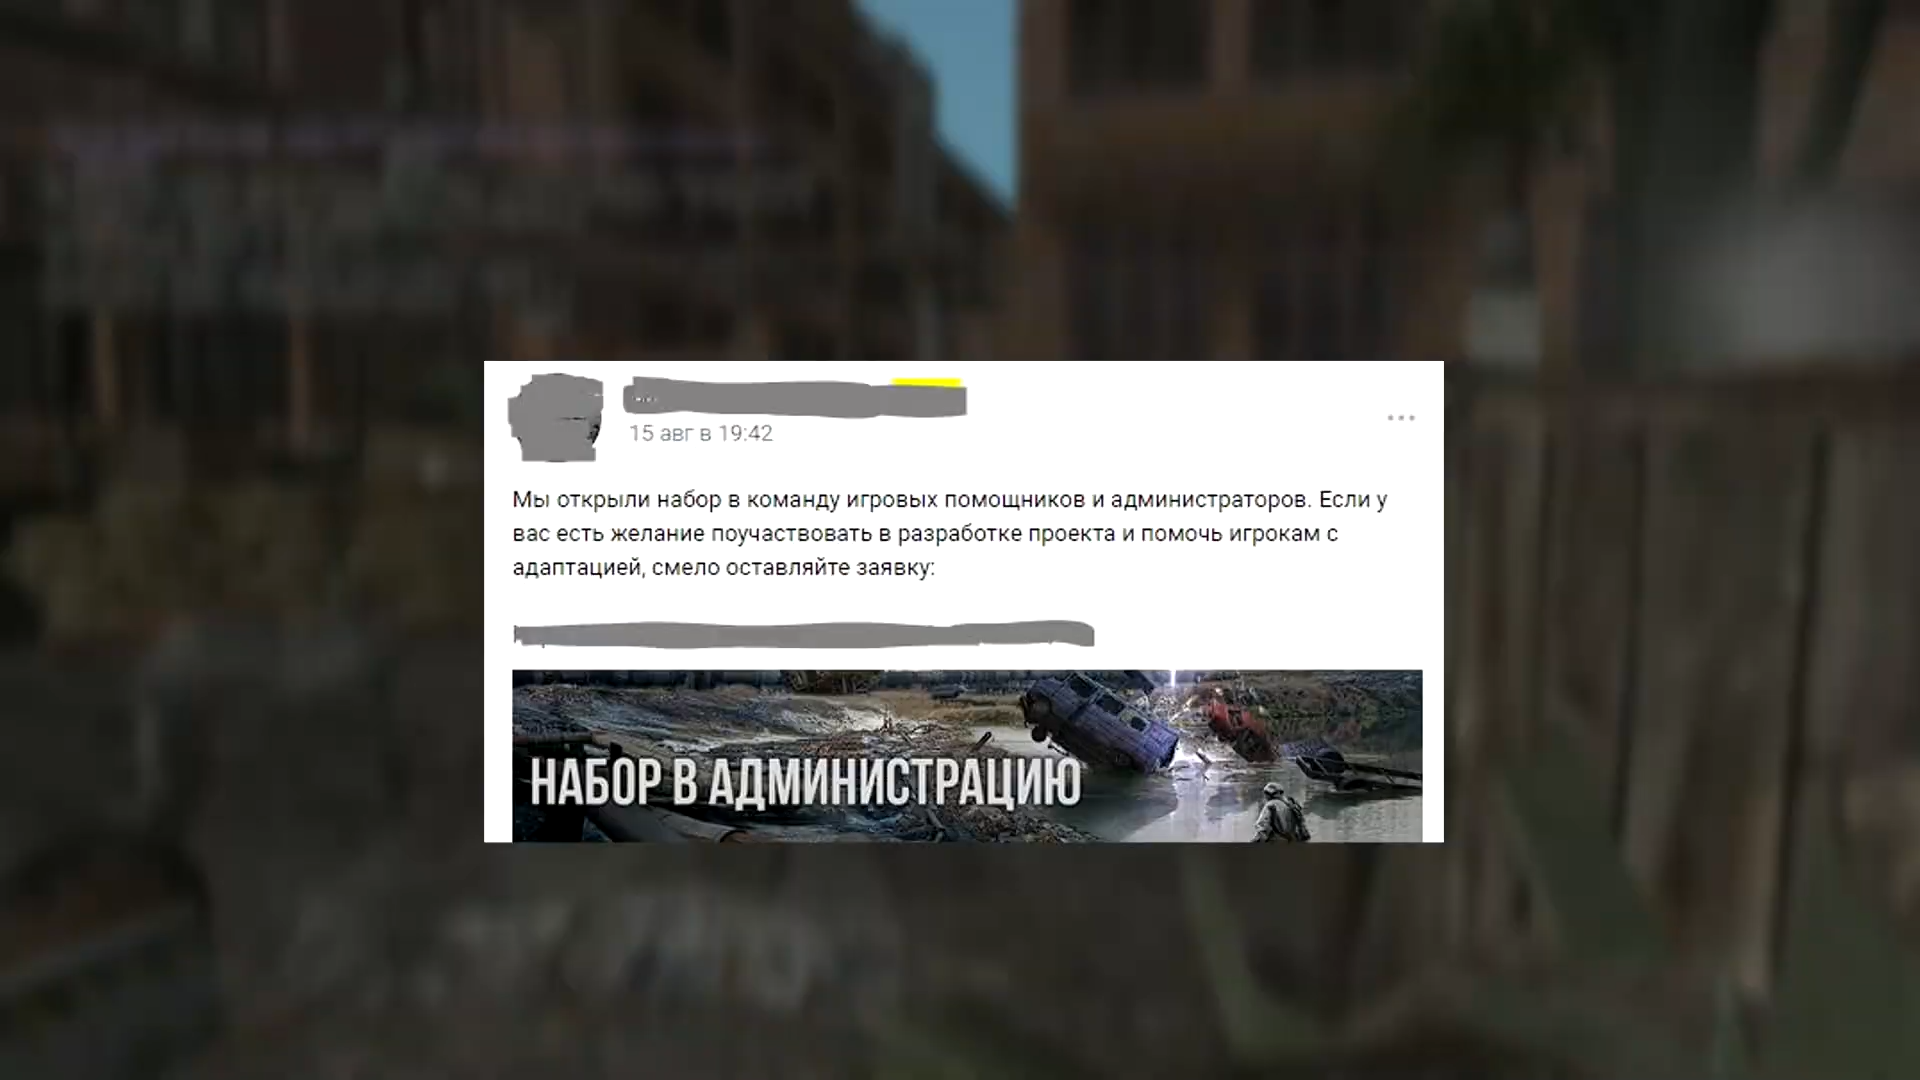 15 авг в 19:42
Мы открыли набор в команду игровых помощников и администраторов. Если у
вас есть желание поучаствовать в разработке проекта и помочь игрокам с
адаптацией, смело оставляйте заявку:
НАБОР В АДМИНИСТРАЦИЮ